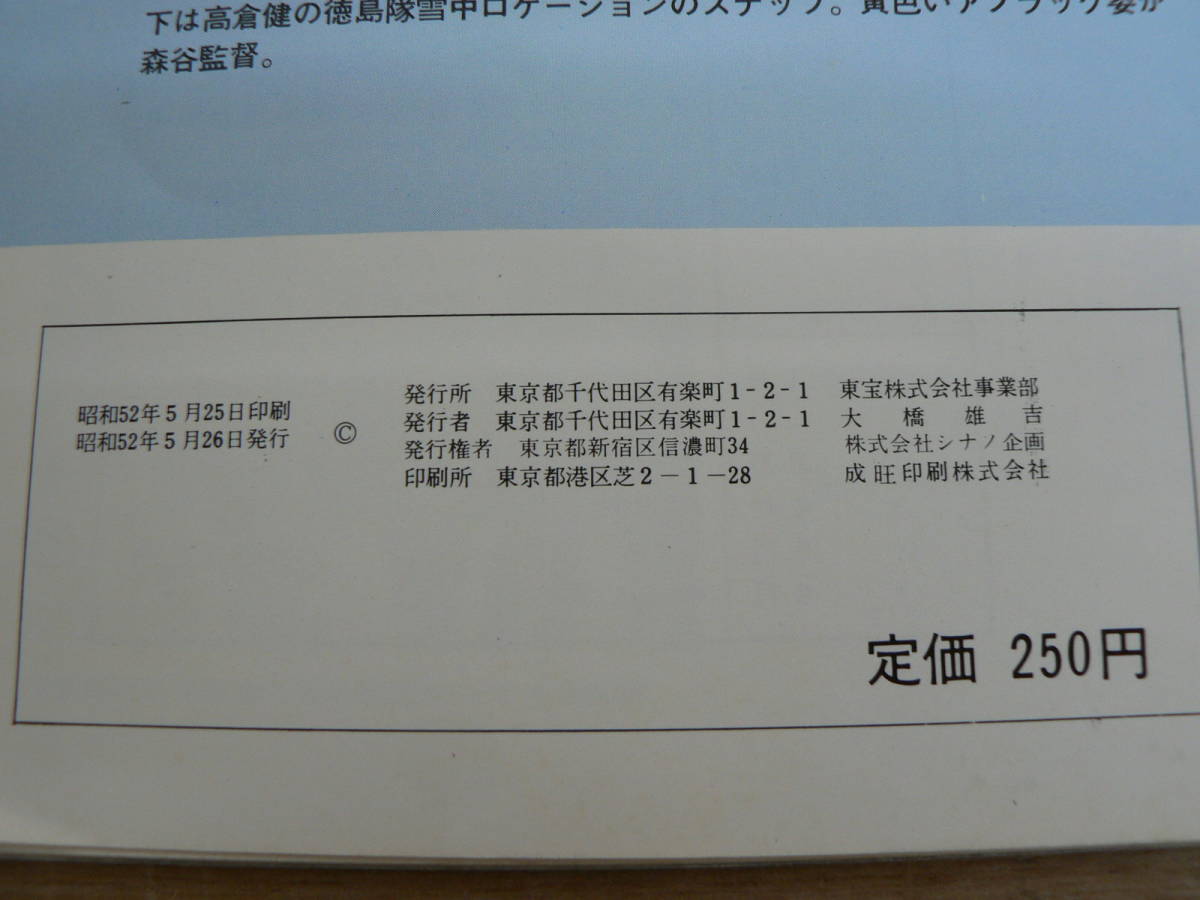 下は高倉健の徳島隊雪中ロケーションのスナップ。黄色いアノラック姿が
森谷監督。
昭和52年5月25日印刷
昭和52年5月26日発行
©
発行所 東京都千代田区有楽町1-2-1 東宝株式会社事業部
発行者 東京都千代田区有楽町1-2-1 大橋雄吉
発行権者 東京都新宿区信濃町34 株式会社シナノ企画
印刷所 東京都港区芝2-1-28 成旺印刷株式会社
定価 250円